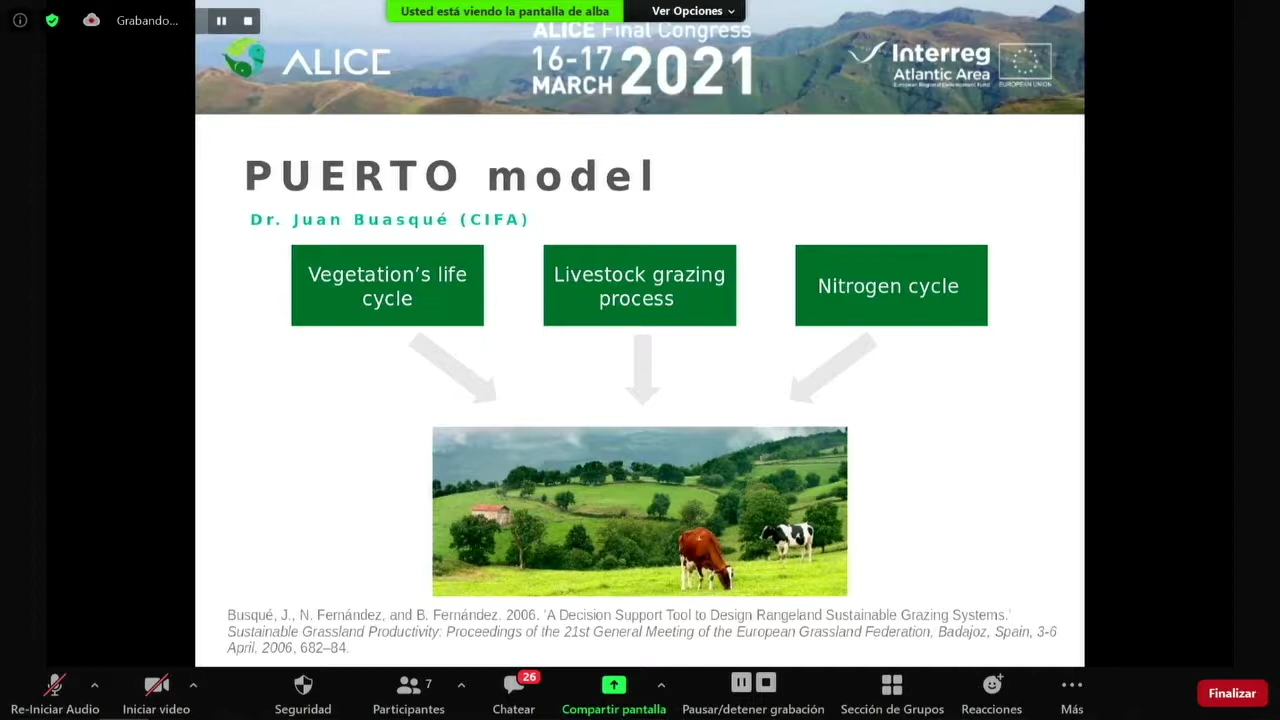 Grabando...
Usted está viendo la pantalla de alba
Ver Opciones
ALICE
ALICE Final Congress
16-17
MARCH 2021
Interreg
Atlantic Area
European Regional Development Fund
EUROPEAN UNION
PUERTO model
Dr. Juan Buasqué (CIFA)
Vegetation's life
cycle
Livestock grazing
process
Nitrogen cycle
Busqué, J., N. Fernández, and B. Fernández. 2006. 'A Decision Support Tool to Design Rangeland Sustainable Grazing Systems.'
Sustainable Grassland Productivity: Proceedings of the 21st General Meeting of the European Grassland Federation, Badajoz, Spain, 3-6
April, 2006, 682–84.
26
7
Re-Iniciar Audio
Iniciar video
Seguridad
Participantes
Chatear
Compartir pantalla
Pausar/detener grabación
Sección de Grupos
Reacciones
Más
Finalizar